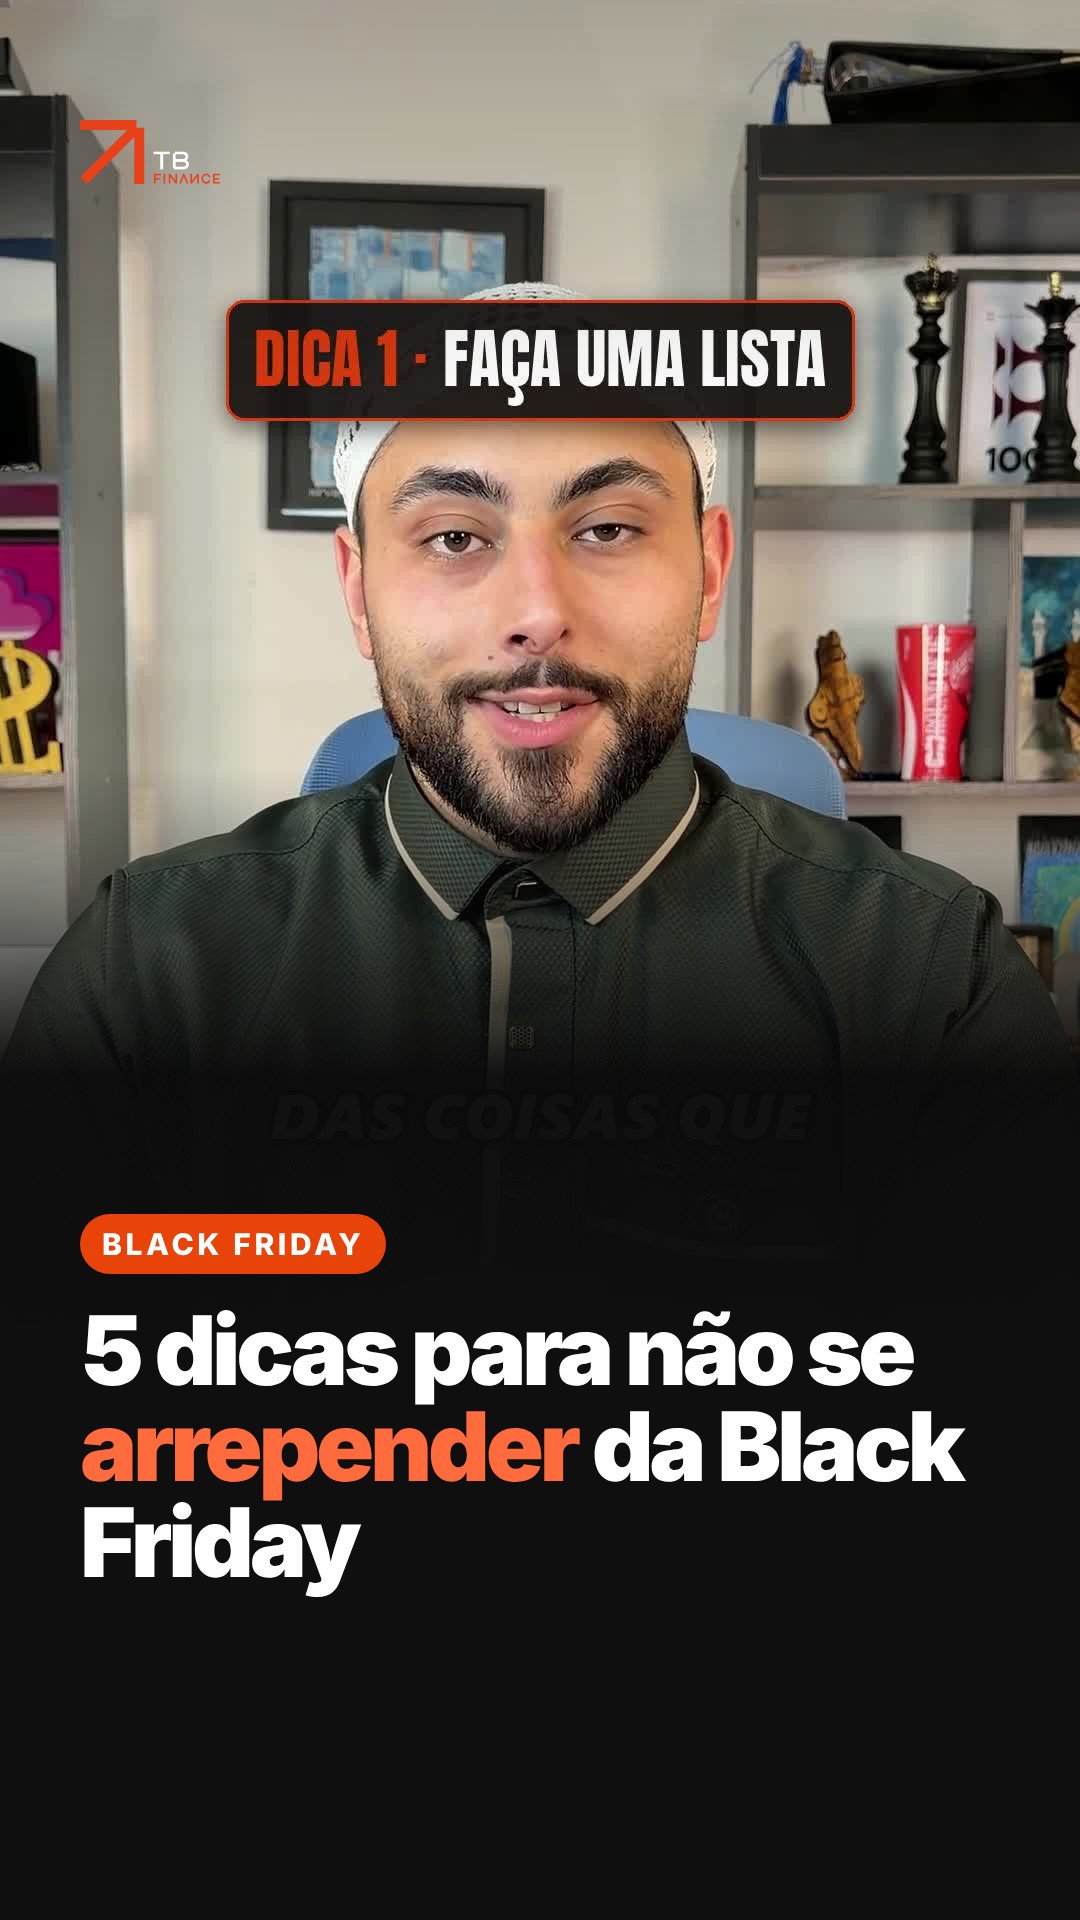 TB
FINANCE
DICA 1 · FAÇA UMA LISTA
100
DAS COISAS QUE
BLACK FRIDAY
5 dicas para não se
arrepender da Black
Friday